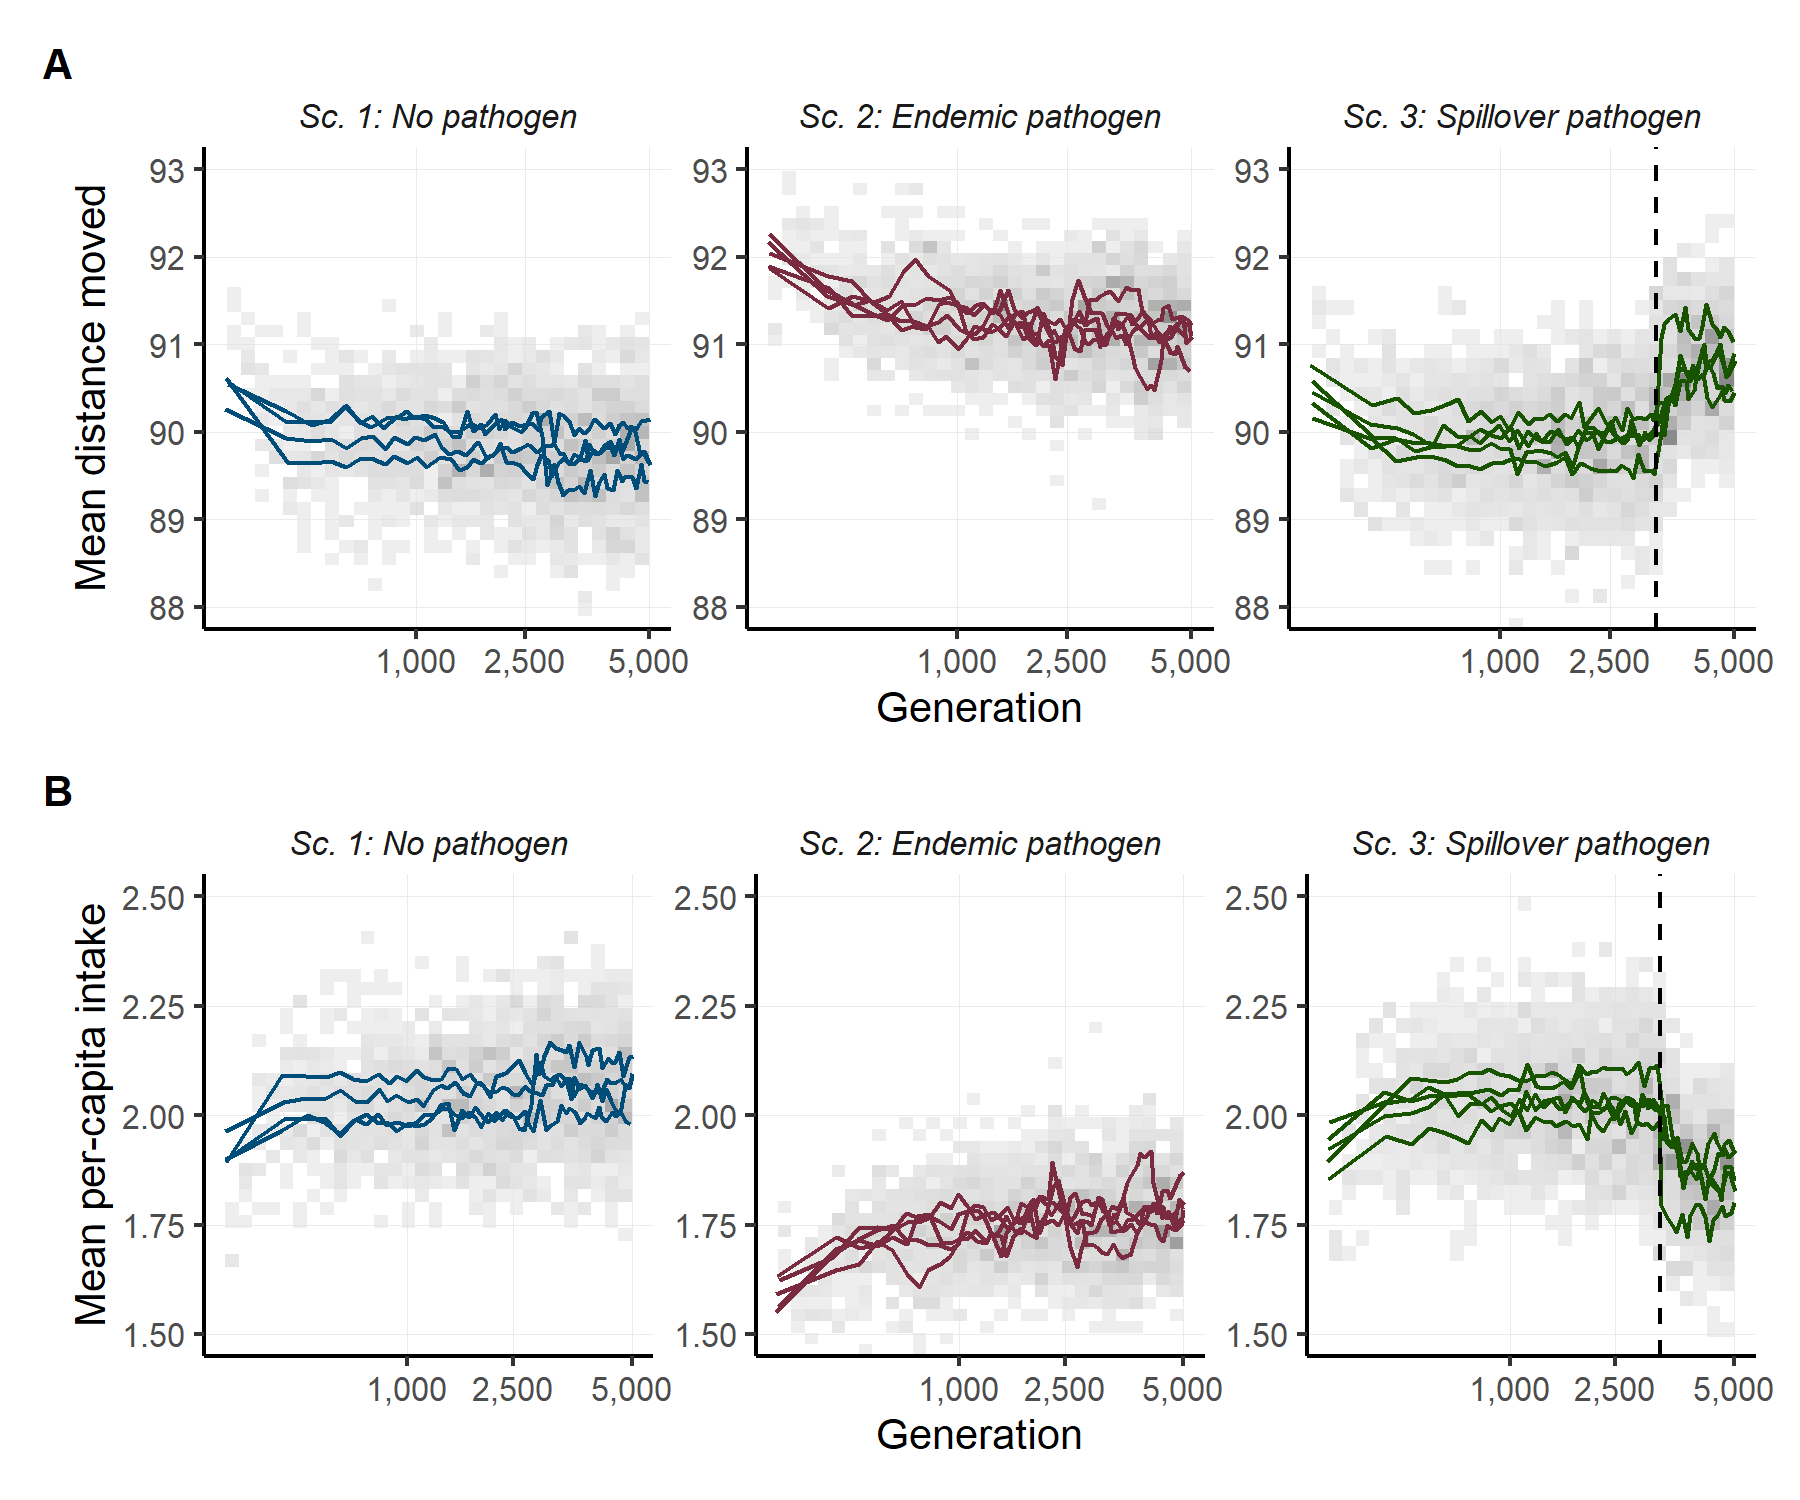 A
Sc. 1: No pathogen
Sc. 2: Endemic pathogen
Sc. 3: Spillover pathogen
Mean distance moved
93
92
91
90
89
88
93
92
91
90
89
88
93
92
91
90
89
88
1,000 2,500 5,000
1,000 2,500 5,000
1,000 2,500 5,000
Generation
B
Sc. 1: No pathogen
Sc. 2: Endemic pathogen
Sc. 3: Spillover pathogen
Mean per-capita intake
2.50
2.25
2.00
1.75
1.50
2.50
2.25
2.00
1.75
1.50
2.50
2.25
2.00
1.75
1.50
1,000 2,500 5,000
1,000 2,500 5,000
1,000 2,500 5,000
Generation